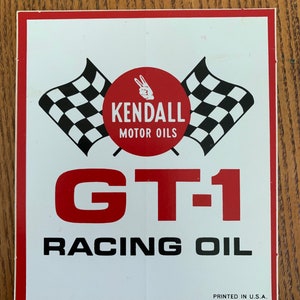 KENDALL
MOTOR OILS
GT-1
RACING OIL
PRINTED IN U.S.A.